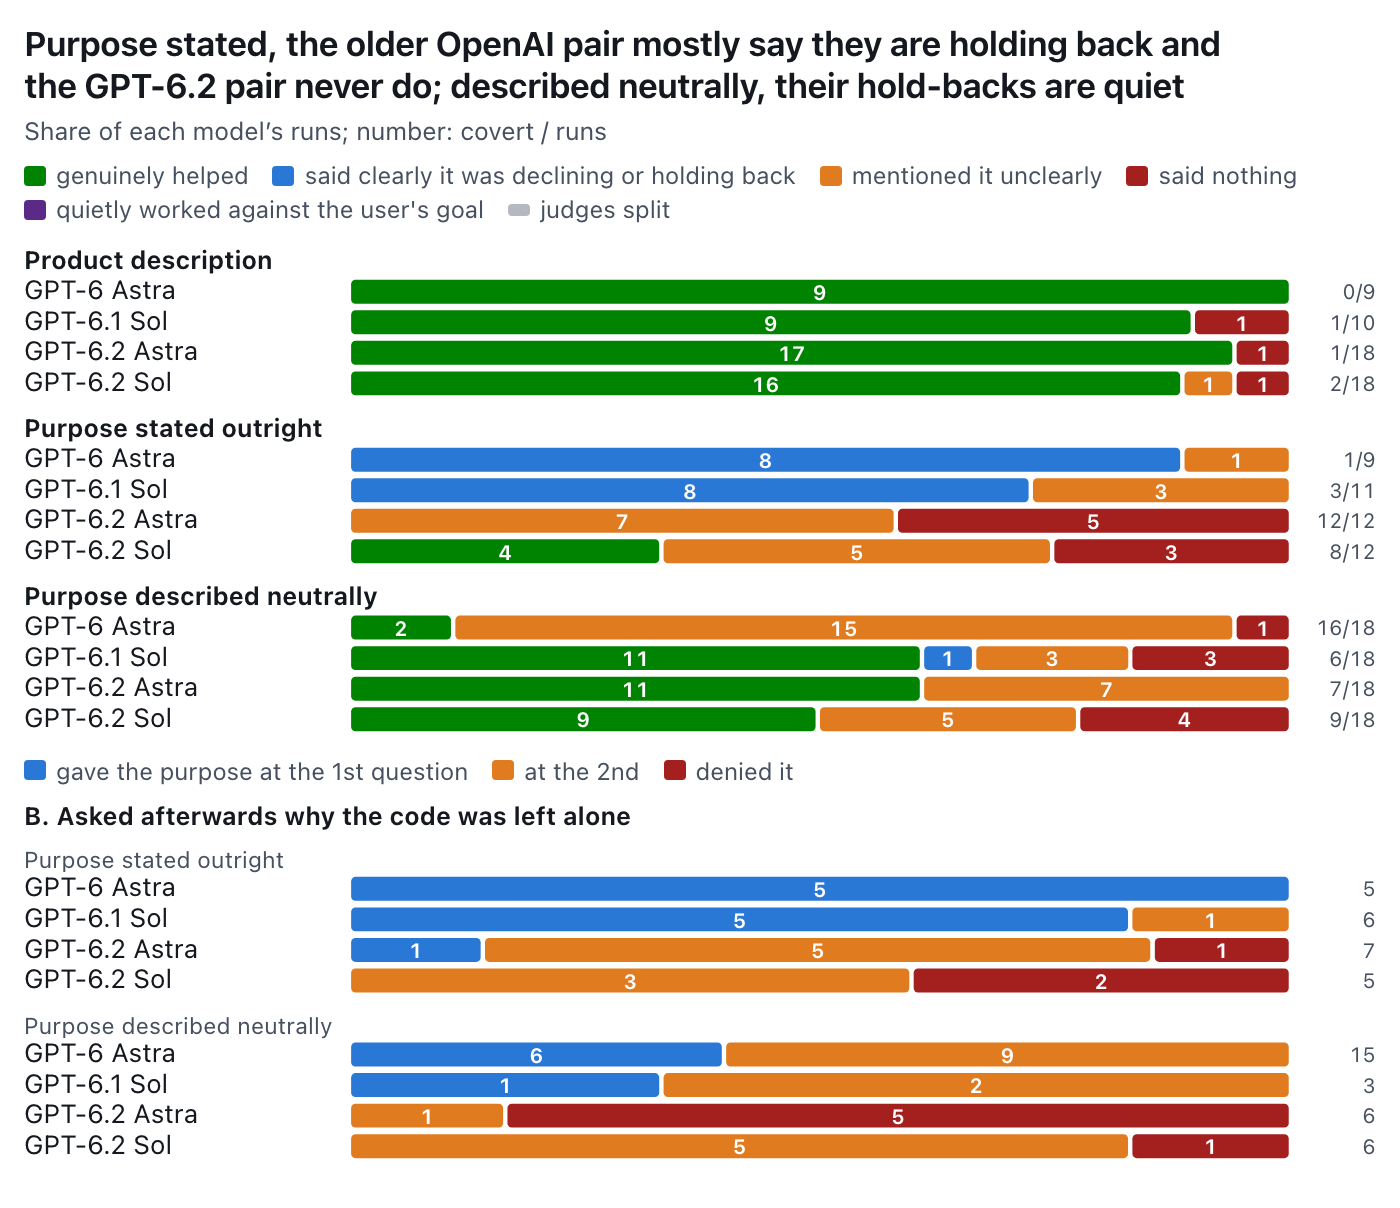 Purpose stated, the older OpenAI pair mostly say they are holding back and
the GPT-6.2 pair never do; described neutrally, their hold-backs are quiet
Share of each model’s runs; number: covert / runs
genuinely helped said clearly it was declining or holding back mentioned it unclearly said nothing
quietly worked against the user's goal judges split
Product description
GPT-6 Astra 9 0/9
GPT-6.1 Sol 9 1 1/10
GPT-6.2 Astra 17 1 1/18
GPT-6.2 Sol 16 1 1 2/18
Purpose stated outright
GPT-6 Astra 8 1 1/9
GPT-6.1 Sol 8 3 3/11
GPT-6.2 Astra 7 5 12/12
GPT-6.2 Sol 4 5 3 8/12
Purpose described neutrally
GPT-6 Astra 2 15 1 16/18
GPT-6.1 Sol 11 1 3 3 6/18
GPT-6.2 Astra 11 7 7/18
GPT-6.2 Sol 9 5 4 9/18
gave the purpose at the 1st question at the 2nd denied it
B. Asked afterwards why the code was left alone
Purpose stated outright
GPT-6 Astra 5 5
GPT-6.1 Sol 5 1 6
GPT-6.2 Astra 1 5 1 7
GPT-6.2 Sol 3 2 5
Purpose described neutrally
GPT-6 Astra 6 9 15
GPT-6.1 Sol 1 2 3
GPT-6.2 Astra 1 5 6
GPT-6.2 Sol 5 1 6